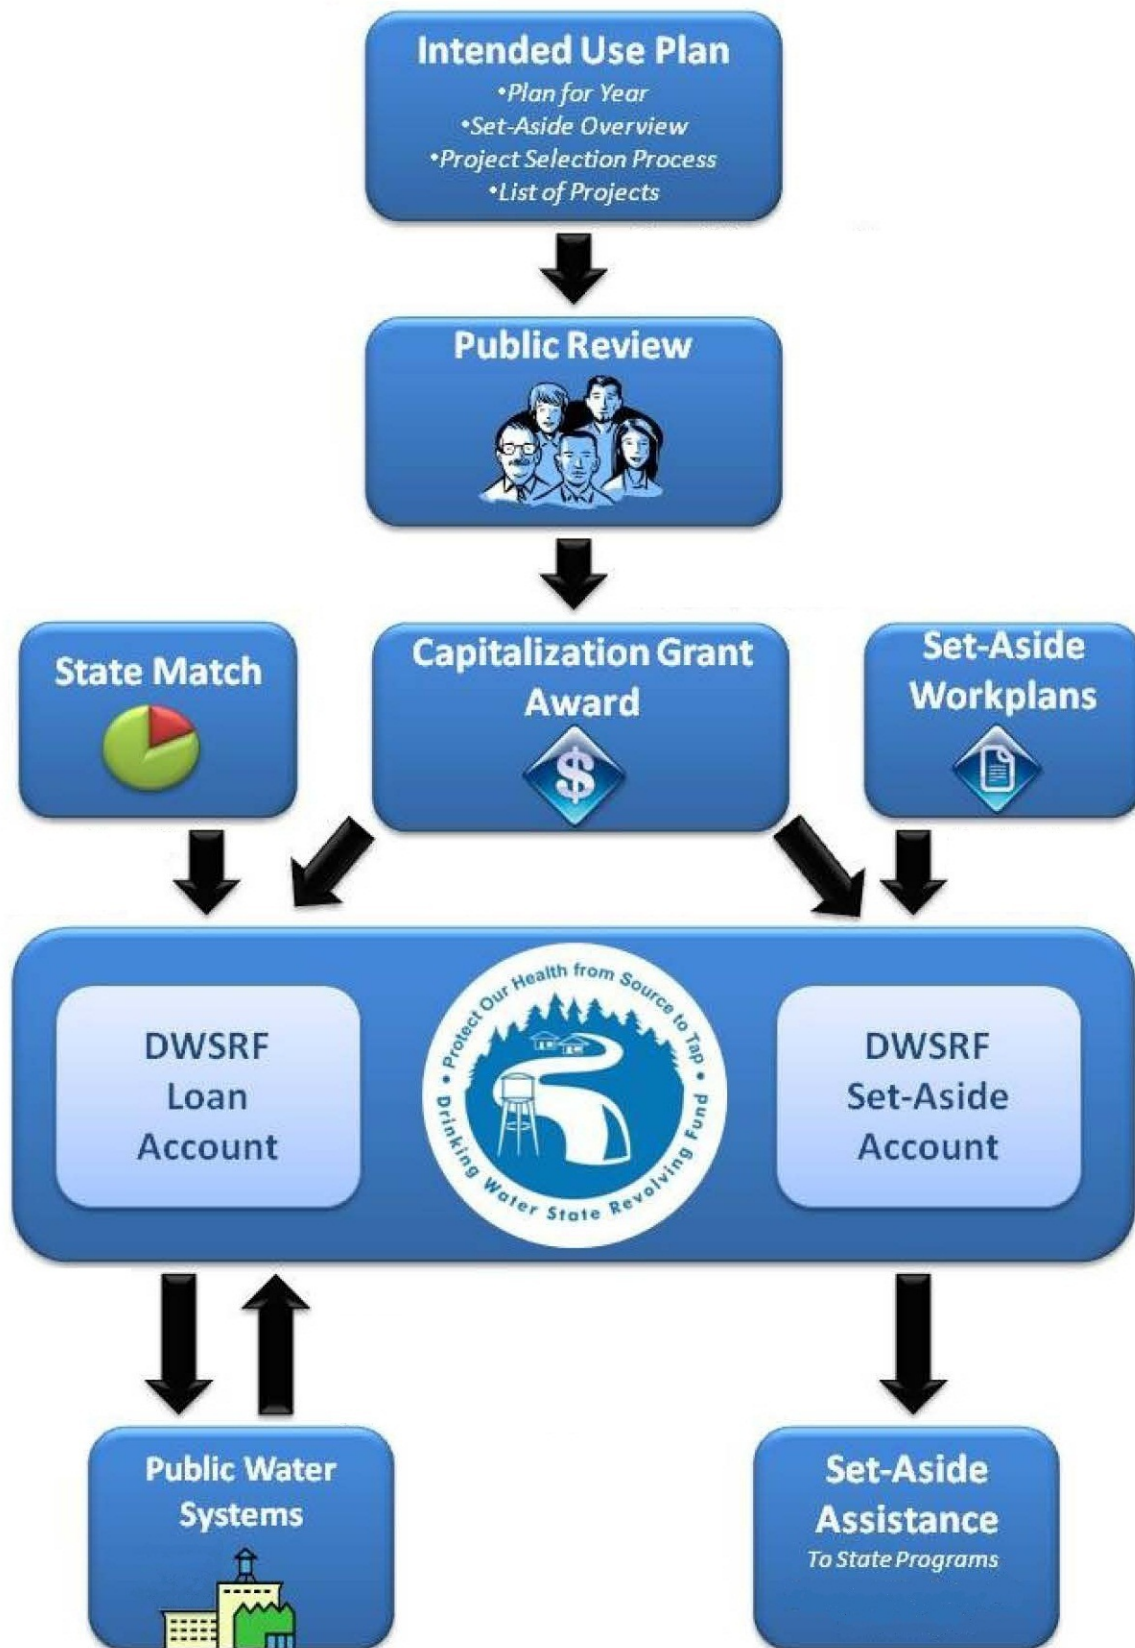 Intended Use Plan
•Plan for Year
•Set-Aside Overview
•Project Selection Process
•List of Projects
Public Review
State Match
Capitalization Grant
Award
$
Set-Aside
Workplans
DWSRF
Loan
Account
• Protect Our Health from Source to Tap •
Drinking Water State Revolving Fund
DWSRF
Set-Aside
Account
Public Water
Systems
Set-Aside
Assistance
To State Programs